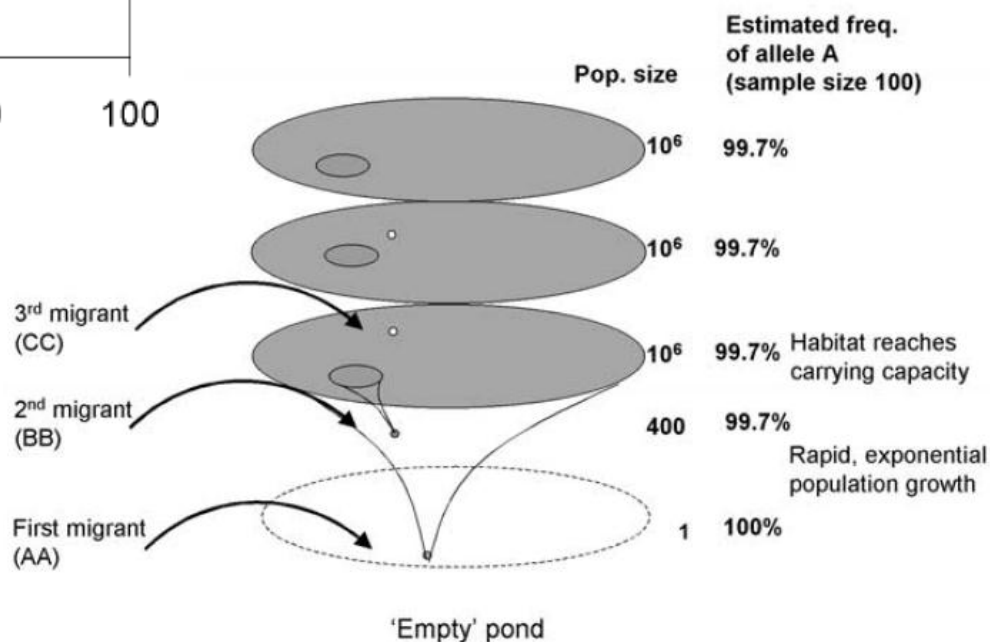 100
Pop. size
Estimated freq.
of allele A
(sample size 100)
10⁶ 99.7%
10⁶ 99.7%
3rd migrant
(CC)
10⁶ 99.7%
Habitat reaches
carrying capacity
2nd migrant
(BB)
400 99.7%
Rapid, exponential
population growth
First migrant
(AA)
1 100%
'Empty' pond